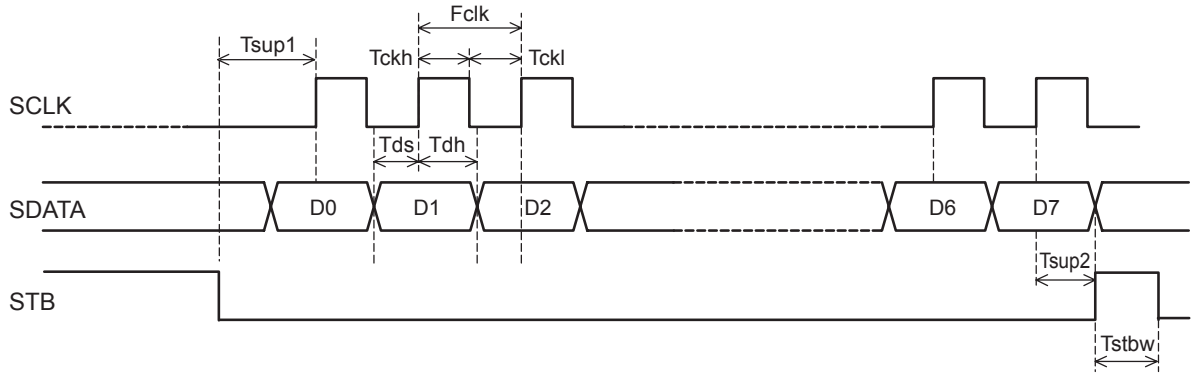 Fclk
Tsup1
Tckh Tckl
SCLK
Tds Tdh
SDATA D0 D1 D2 D6 D7
Tsup2
STB
Tstbw